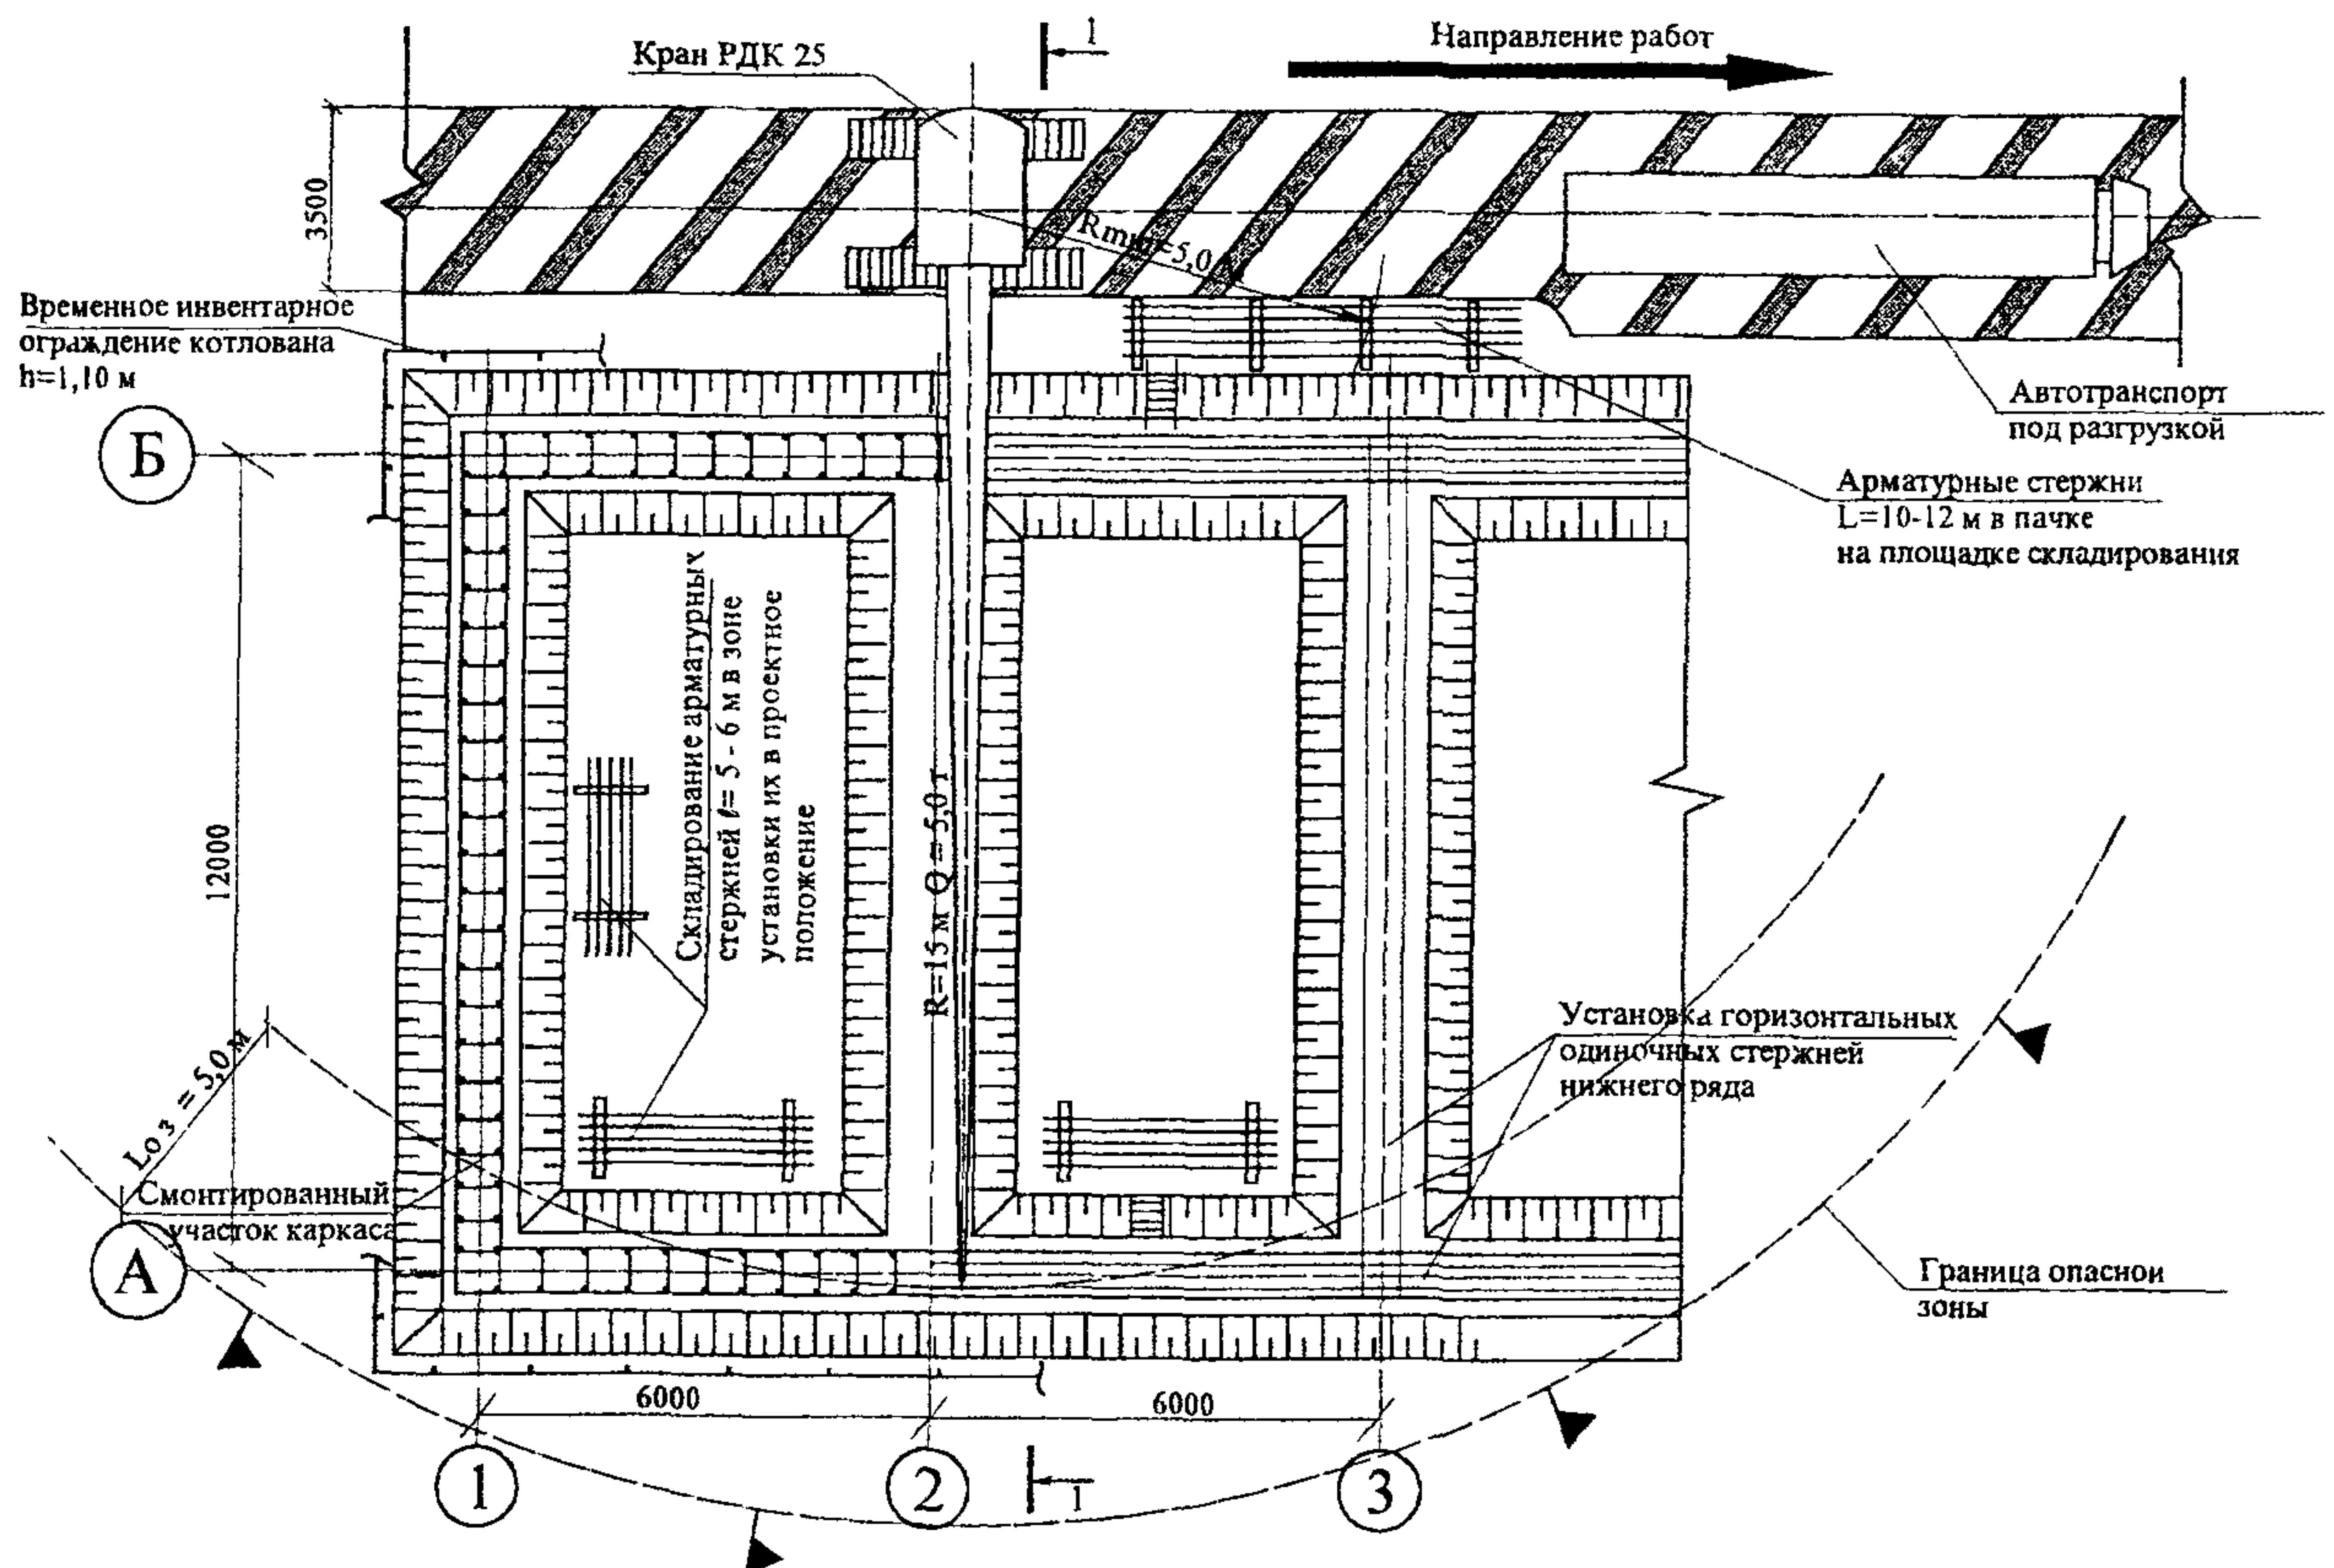 1
Направление работ
Кран РДК 25
3500
Rmin=5,0
Временное инвентарное
ограждение котлована
h=1,10 м
Автотранспорт
под разгрузкой
Б
Арматурные стержни
L=10-12 м в пачке
на площадке складирования
Складирование арматурных
стержней ℓ= 5 - 6 м в зоне
установки их в проектное
положение
R=15 м Q=5,0 т
12000
Lо з = 5,0 м
Установка горизонтальных
одиночных стержней
нижнего ряда
Смонтированный
участок каркаса
А
Граница опасной
зоны
6000
6000
1
2
1
3